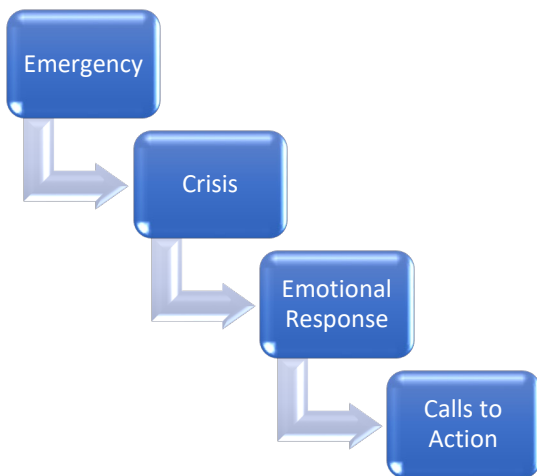 Emergency
Crisis
Emotional
Response
Calls to
Action